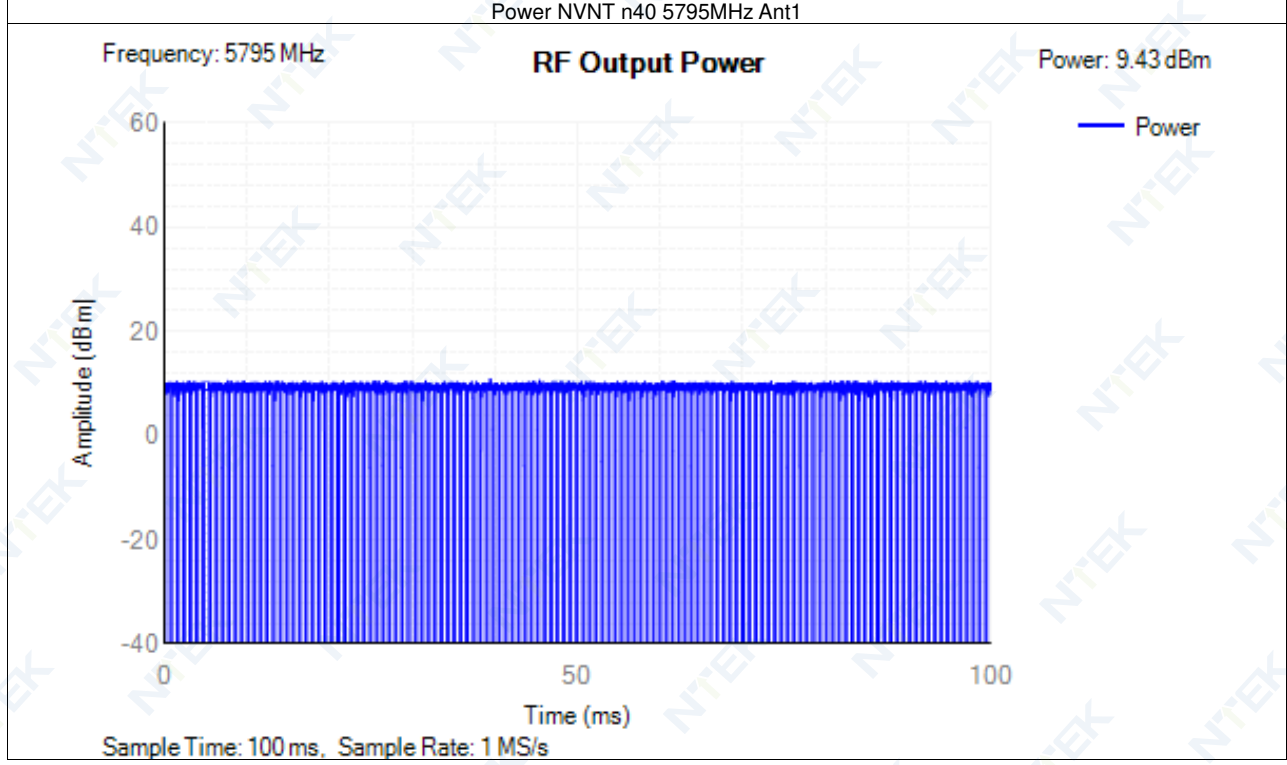 Power NVNT n40 5795MHz Ant1
Frequency: 5795 MHz
RF Output Power
Power: 9.43 dBm
Power
60
40
20
0
-20
-40
Amplitude (dBm)
0
50
100
Time (ms)
Sample Time: 100 ms, Sample Rate: 1 MS/s
NTEK